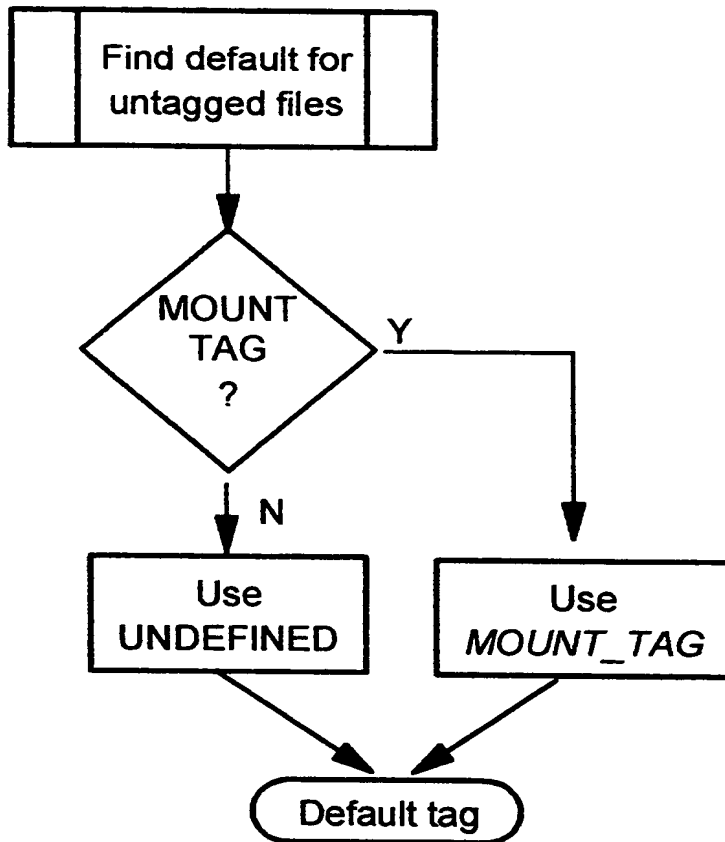 Find default for
untagged files
MOUNT
TAG
?
Y
N
Use
UNDEFINED
Use
MOUNT_TAG
Default tag